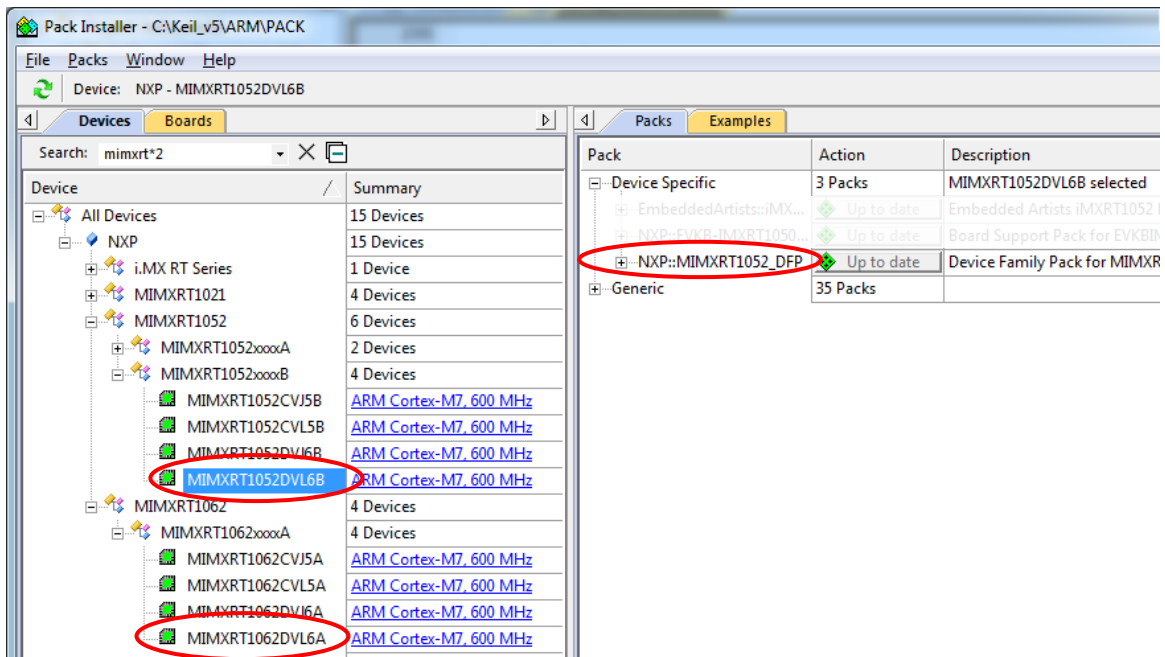 Pack Installer - C:\Keil_v5\ARM\PACK
File Packs Window Help
Device: NXP - MIMXRT1052DVL6B
Devices Boards
Packs Examples
Search: mimxrt*2
Device Summary
Pack Action Description
All Devices 15 Devices
Device Specific 3 Packs MIMXRT1052DVL6B selected
NXP 15 Devices
EmbeddedArtists::iMX... Up to date Embedded Artists iMXRT1052
i.MX RT Series 1 Device
NXP::EVKB-IMXRT1050... Up to date Board Support Pack for EVKBIM
MIMXRT1021 4 Devices
NXP::MIMXRT1052_DFP Up to date Device Family Pack for MIMXR
MIMXRT1052 6 Devices
Generic 35 Packs
MIMXRT1052xxxxA 2 Devices
MIMXRT1052xxxxB 4 Devices
MIMXRT1052CVJ5B ARM Cortex-M7, 600 MHz
MIMXRT1052CVL5B ARM Cortex-M7, 600 MHz
MIMXRT1052DVJ6B ARM Cortex-M7, 600 MHz
MIMXRT1052DVL6B ARM Cortex-M7, 600 MHz
MIMXRT1062 4 Devices
MIMXRT1062xxxxA 4 Devices
MIMXRT1062CVJ5A ARM Cortex-M7, 600 MHz
MIMXRT1062CVL5A ARM Cortex-M7, 600 MHz
MIMXRT1062DVJ6A ARM Cortex-M7, 600 MHz
MIMXRT1062DVL6A ARM Cortex-M7, 600 MHz